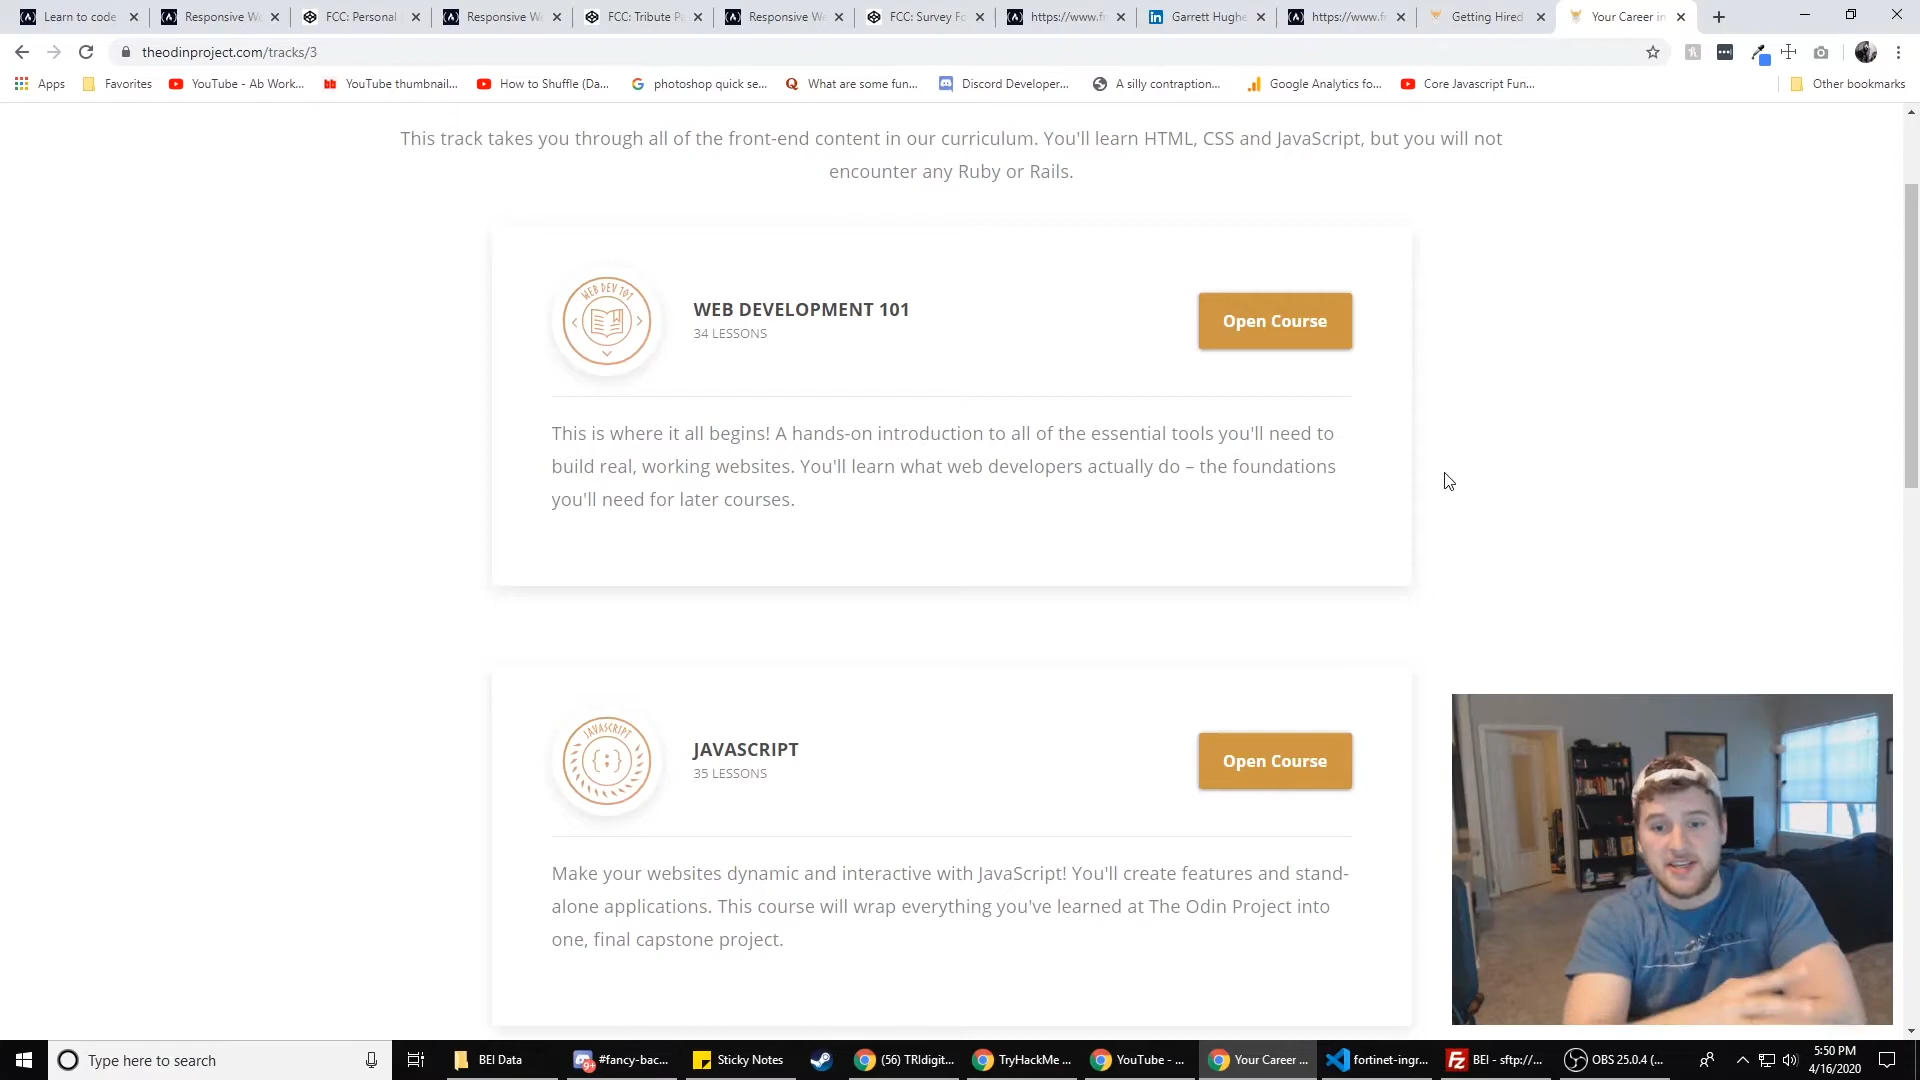 Learn to code
Responsive W
FCC: Personal
Responsive W
FCC: Tribute P
Responsive W
FCC: Survey Fo
https://www.fr
Garrett Hughe
https://www.fr
Getting Hired
Your Career in
theodinproject.com/tracks/3
Apps
Favorites
YouTube - Ab Work...
YouTube thumbnail...
How to Shuffle (Da...
photoshop quick se...
What are some fun...
Discord Developer...
A silly contraption...
Google Analytics fo...
Core Javascript Fun...
Other bookmarks
This track takes you through all of the front-end content in our curriculum. You'll learn HTML, CSS and JavaScript, but you will not
encounter any Ruby or Rails.
WEB DEV 101
WEB DEVELOPMENT 101
34 LESSONS
Open Course
This is where it all begins! A hands-on introduction to all of the essential tools you'll need to
build real, working websites. You'll learn what web developers actually do – the foundations
you'll need for later courses.
JAVASCRIPT
{;}
JAVASCRIPT
35 LESSONS
Open Course
Make your websites dynamic and interactive with JavaScript! You'll create features and stand-
alone applications. This course will wrap everything you've learned at The Odin Project into
one, final capstone project.
Type here to search
BEI Data
#fancy-bac...
9+
Sticky Notes
(56) TRIdigit...
TryHackMe ...
YouTube - ...
Your Career ...
fortinet-ingr...
BEI - sftp://...
OBS 25.0.4 (...
5:50 PM
4/16/2020